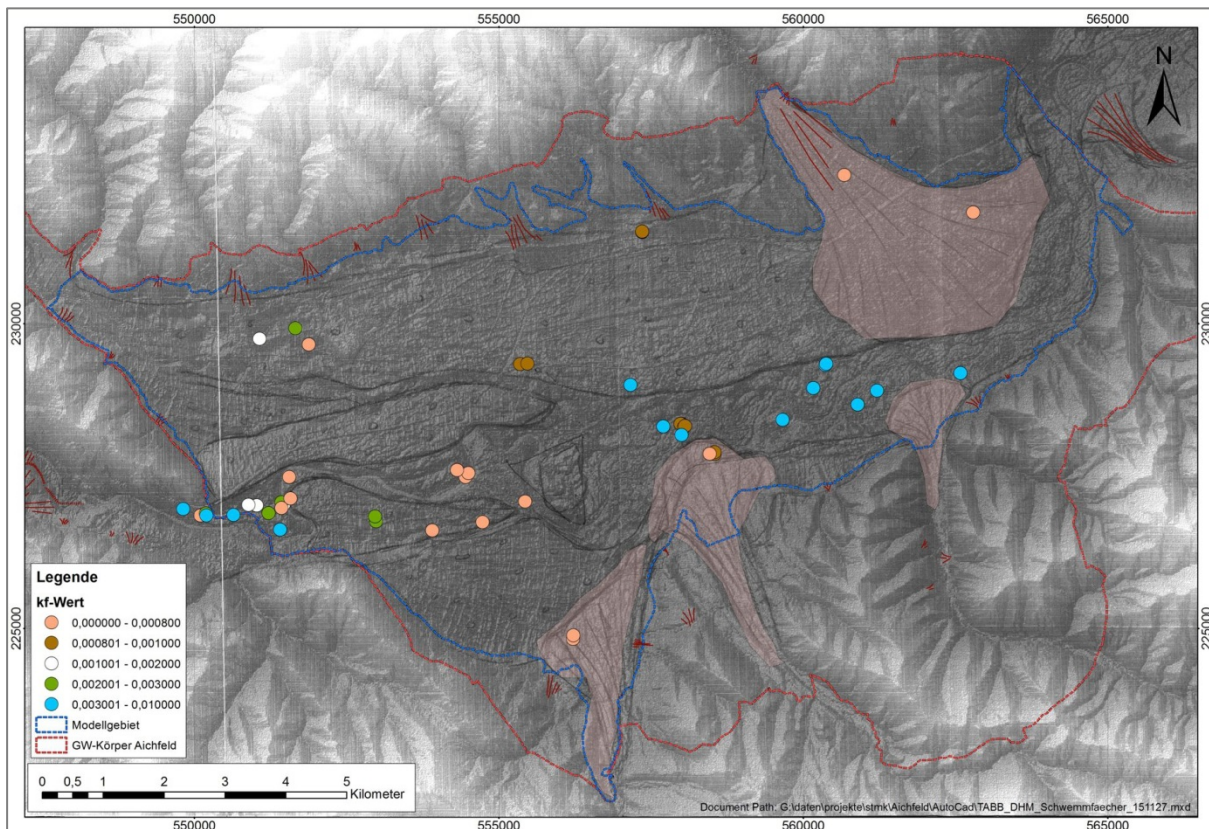 550000
555000
560000
565000
N
230000
230000
225000
225000
Legende
kf-Wert
0,000000 - 0,000800
0,000801 - 0,001000
0,001001 - 0,002000
0,002001 - 0,003000
0,003001 - 0,010000
Modellgebiet
GW-Körper Aichfeld
0 0,5 1 2 3 4 5
Kilometer
Document Path: G:\daten\projekte\stmk\Aichfeld\AutoCad\TABB_DHM_Schwemmfaecher_151127.mxd
550000
555000
560000
565000